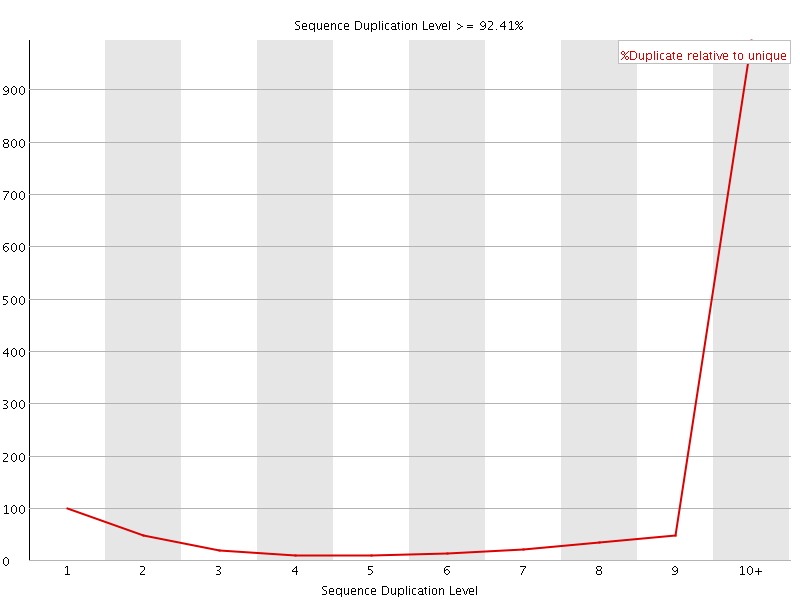 Sequence Duplication Level >= 92.41%
%Duplicate relative to unique
900
800
700
600
500
400
300
200
100
0
1 2 3 4 5 6 7 8 9 10+
Sequence Duplication Level